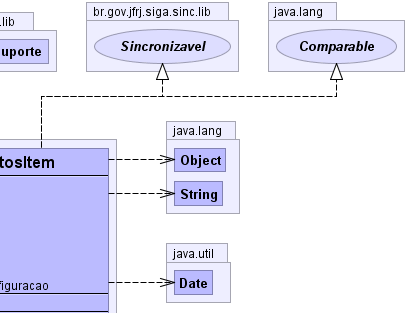 .lib
uporte
br.gov.jfrj.siga.sinc.lib
Sincronizavel
java.lang
Comparable
tosItem
figuracao
java.lang
Object
String
java.util
Date